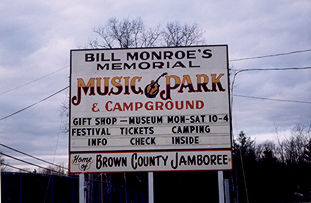 BILL MONROE'S
MEMORIAL
MUSIC PARK
& CAMPGROUND
GIFT SHOP - MUSEUM MON-SAT 10-4
FESTIVAL TICKETS CAMPING
INFO CHECK INSIDE
Home of BROWN COUNTY JAMBOREE